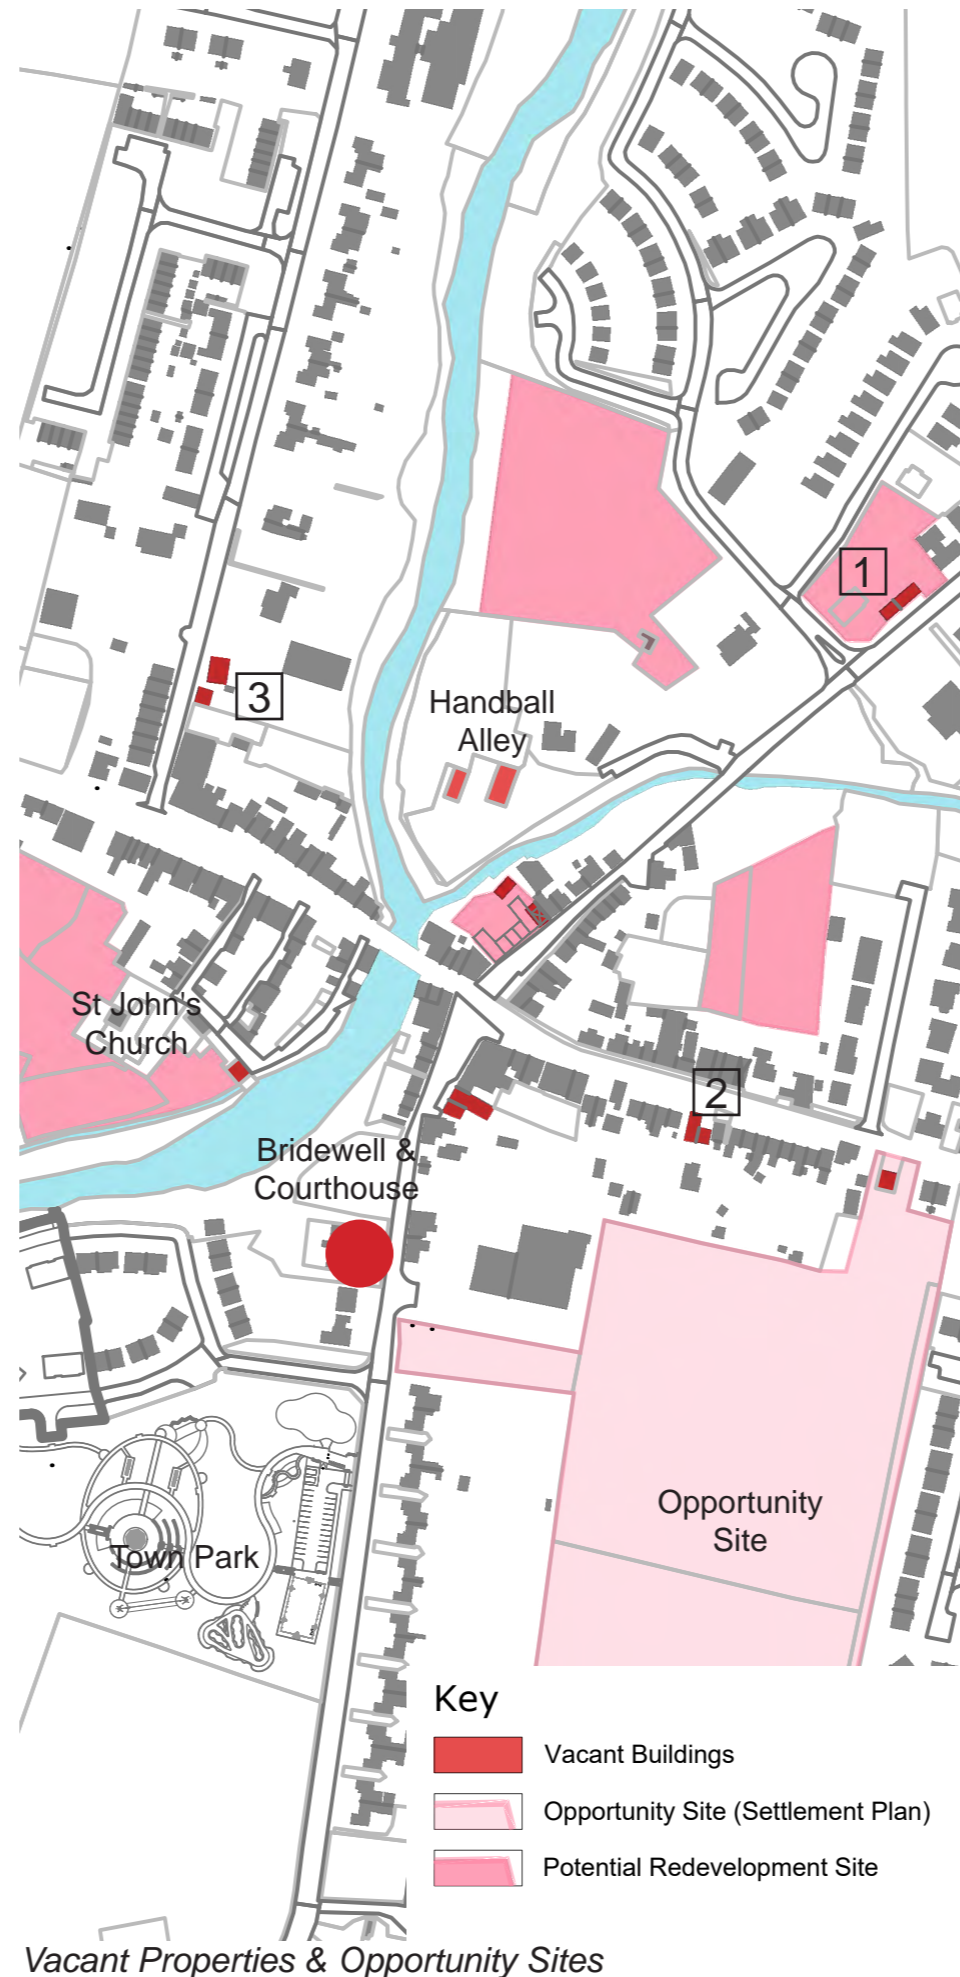 1
3
Handball
Alley
St John's
Church
2
Bridewell &
Courthouse
Opportunity
Site
Town Park
Key
Vacant Buildings
Opportunity Site (Settlement Plan)
Potential Redevelopment Site
Vacant Properties & Opportunity Sites